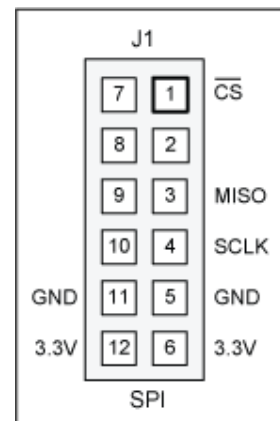 J1
7 1 C̅S̅
8 2
9 3 MISO
10 4 SCLK
GND 11 5 GND
3.3V 12 6 3.3V
SPI